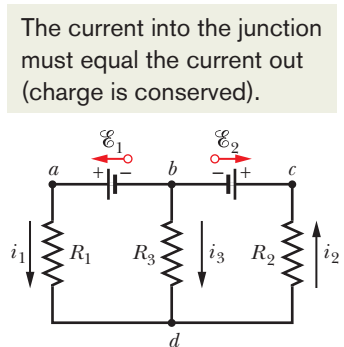 The current into the junction
must equal the current out
(charge is conserved).
ℰ1 ℰ2
a + − b − + c
i1 R1 R3 i3 R2 i2
d